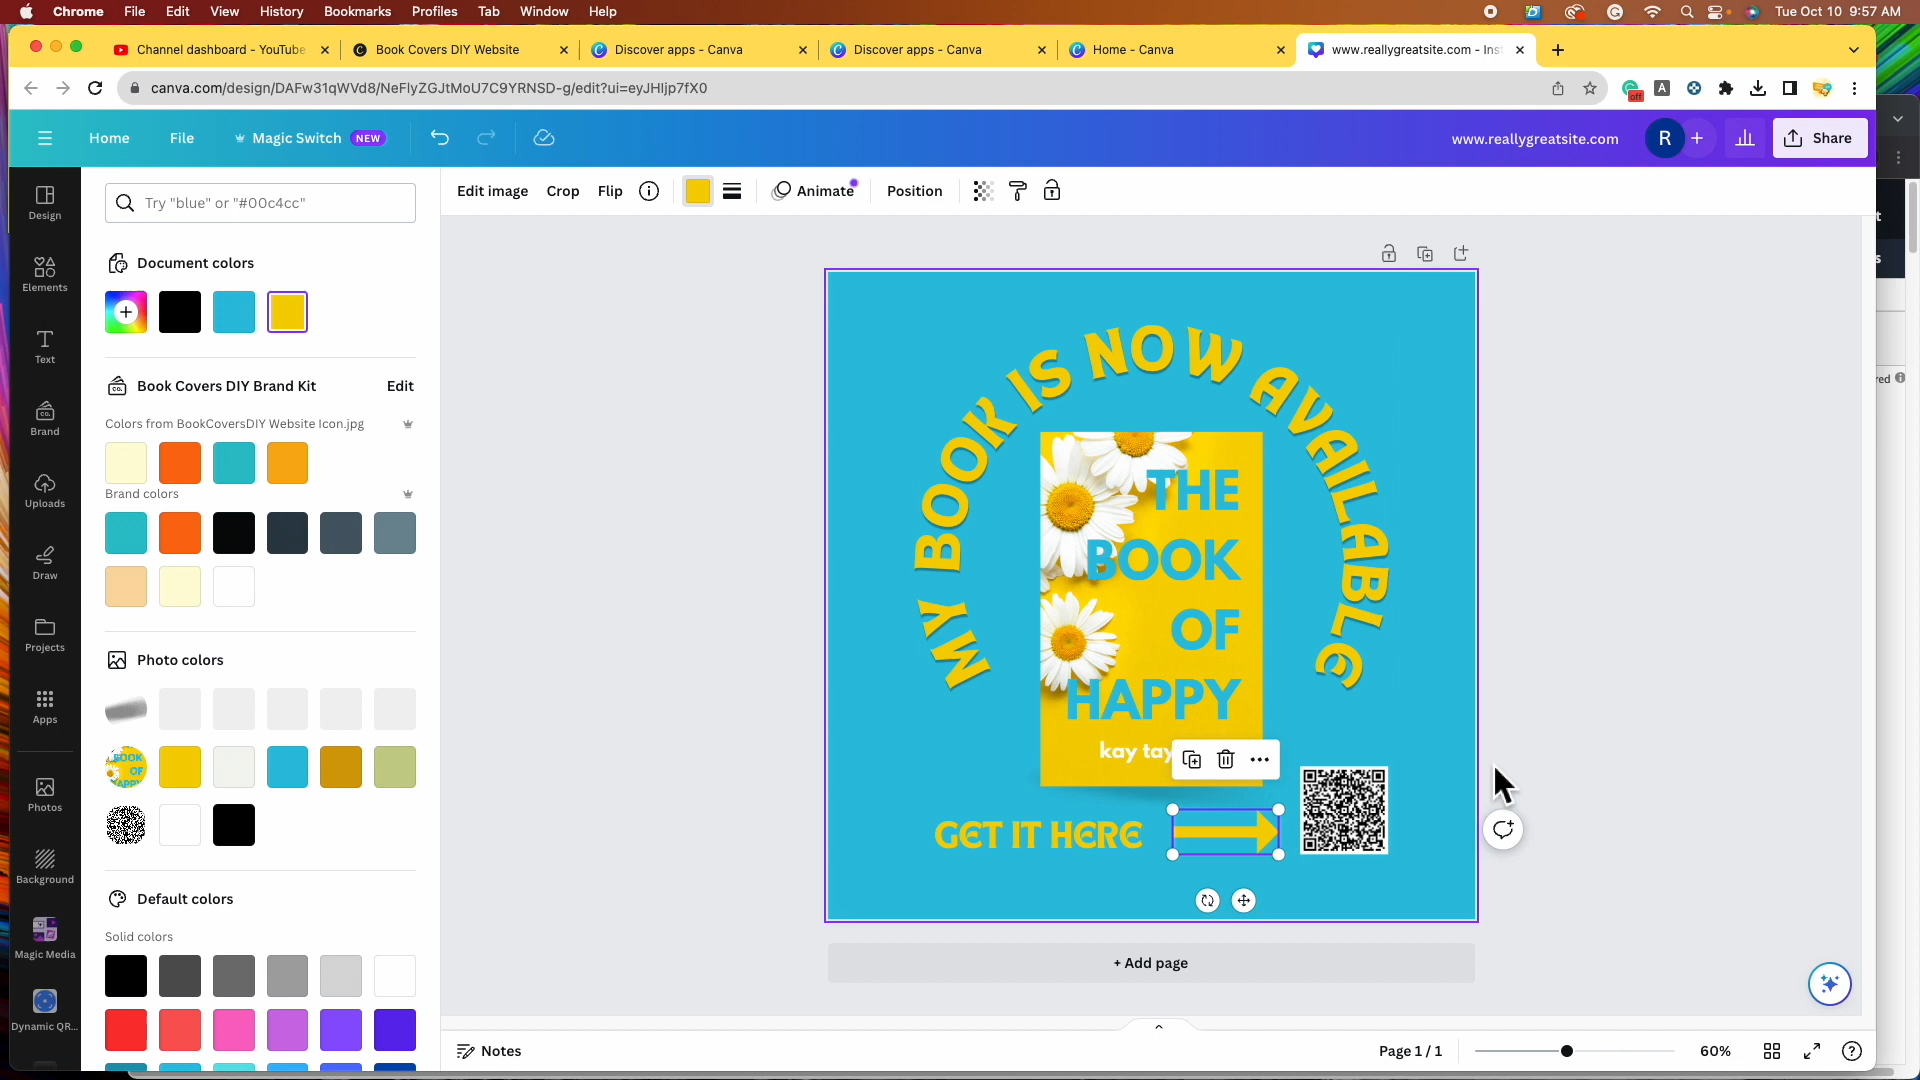 Chrome File Edit View History Bookmarks Profiles Tab Window Help
Tue Oct 10 9:57 AM
Channel dashboard - YouTube
Book Covers DIY Website
Discover apps - Canva
Discover apps - Canva
Home - Canva
www.reallygreatsite.com - Ins
canva.com/design/DAFw31qWVd8/NeFlyZGJtMoU7C9YRNSD-g/edit?ui=eyJHIjp7fX0
off
A
Home File Magic Switch NEW
www.reallygreatsite.com
R
Share
Design
Elements
Text
Brand
Uploads
Draw
Projects
Apps
Photos
Background
Magic Media
Dynamic QR...
Try "blue" or "#00c4cc"
Document colors
Book Covers DIY Brand Kit
Edit
Colors from BookCoversDIY Website Icon.jpg
Brand colors
Photo colors
BOOK
OF
HAPPY
Default colors
Solid colors
Edit image Crop Flip Animate Position
MY BOOK IS NOW AVAILABLE
THE
BOOK
OF
HAPPY
kay tay
GET IT HERE
+ Add page
Notes
Page 1 / 1
60%